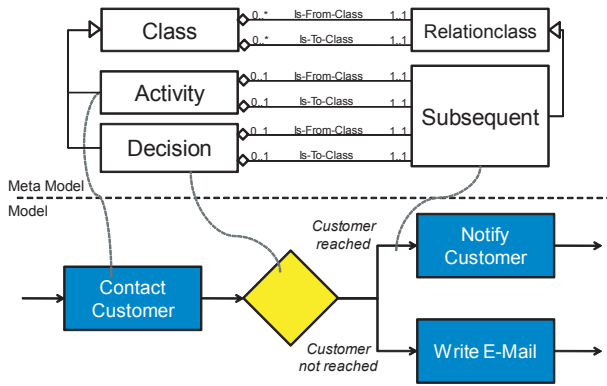 Class
0..* Is-From-Class 1..1
0..* Is-To-Class 1..1
Relationclass
Activity
0..1 Is-From-Class 1..1
0..1 Is-To-Class 1..1
Decision
0..1 Is-From-Class 1..1
0..1 Is-To-Class 1..1
Subsequent
Meta Model
Model
Contact
Customer
Customer
reached
Notify
Customer
Customer
not reached
Write E-Mail